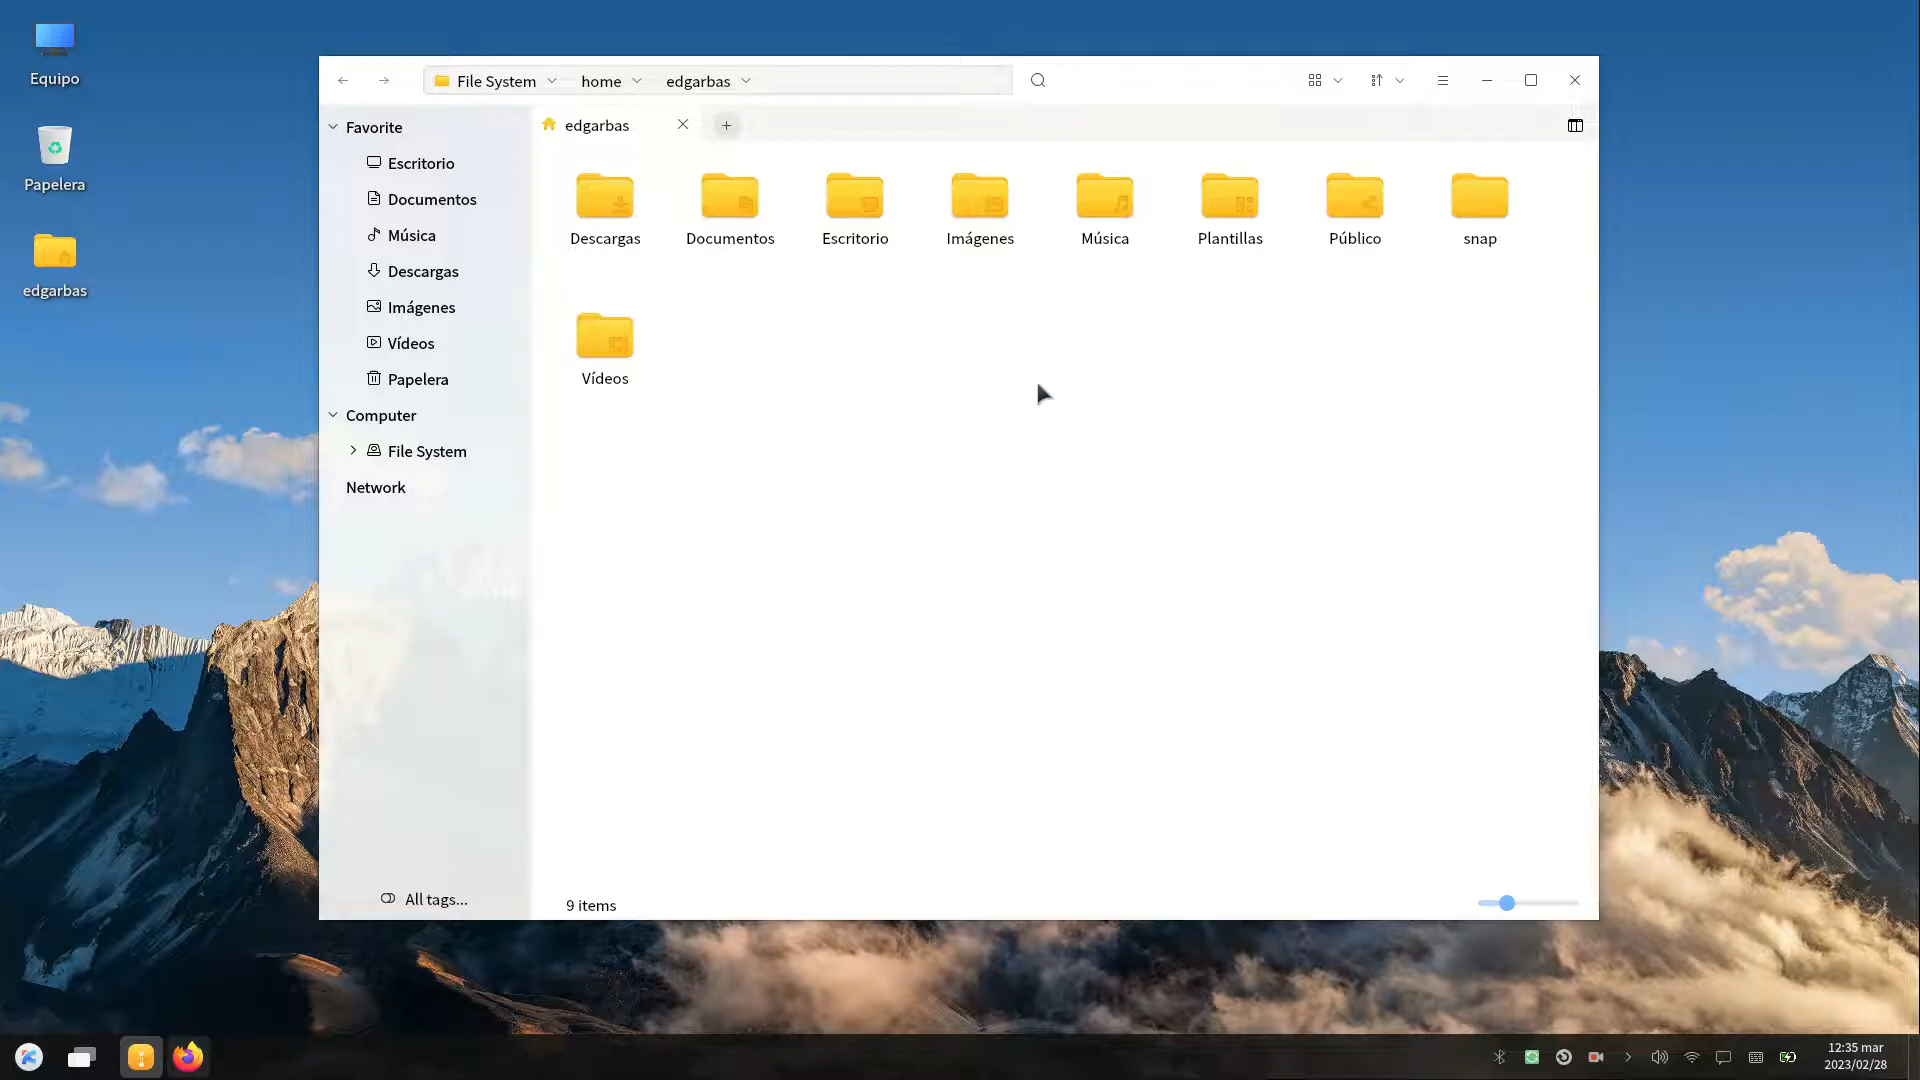 Equipo
Papelera
edgarbas
File System
home
edgarbas
Favorite
Escritorio
Documentos
Música
Descargas
Imágenes
Vídeos
Papelera
Computer
File System
Network
All tags...
edgarbas
Descargas
Documentos
Escritorio
Imágenes
Música
Plantillas
Público
snap
Vídeos
9 items
12:35 mar
2023/02/28